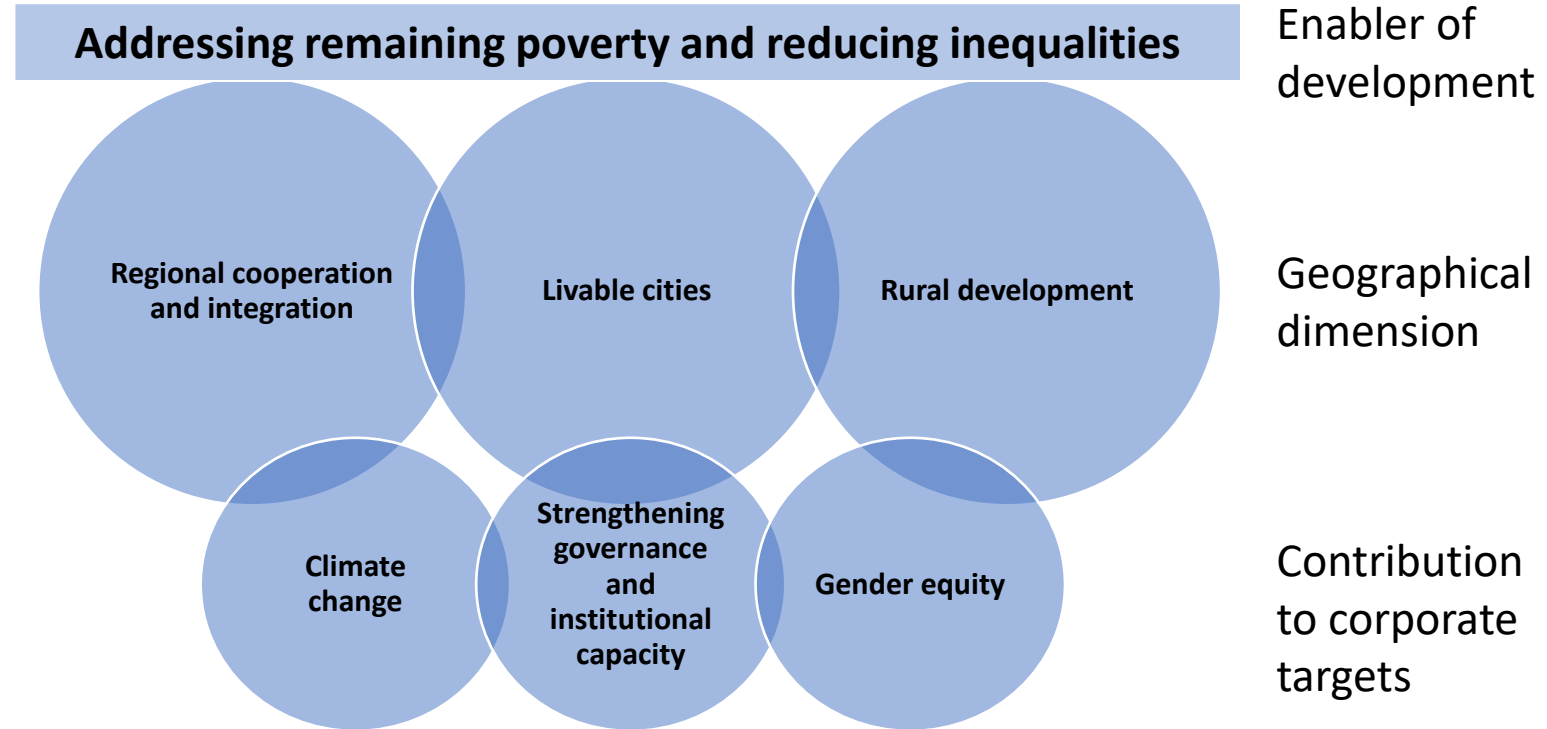 Addressing remaining poverty and reducing inequalities
Enabler of
development
Regional cooperation
and integration
Livable cities
Rural development
Geographical
dimension
Climate
change
Strengthening
governance
and
institutional
capacity
Gender equity
Contribution
to corporate
targets